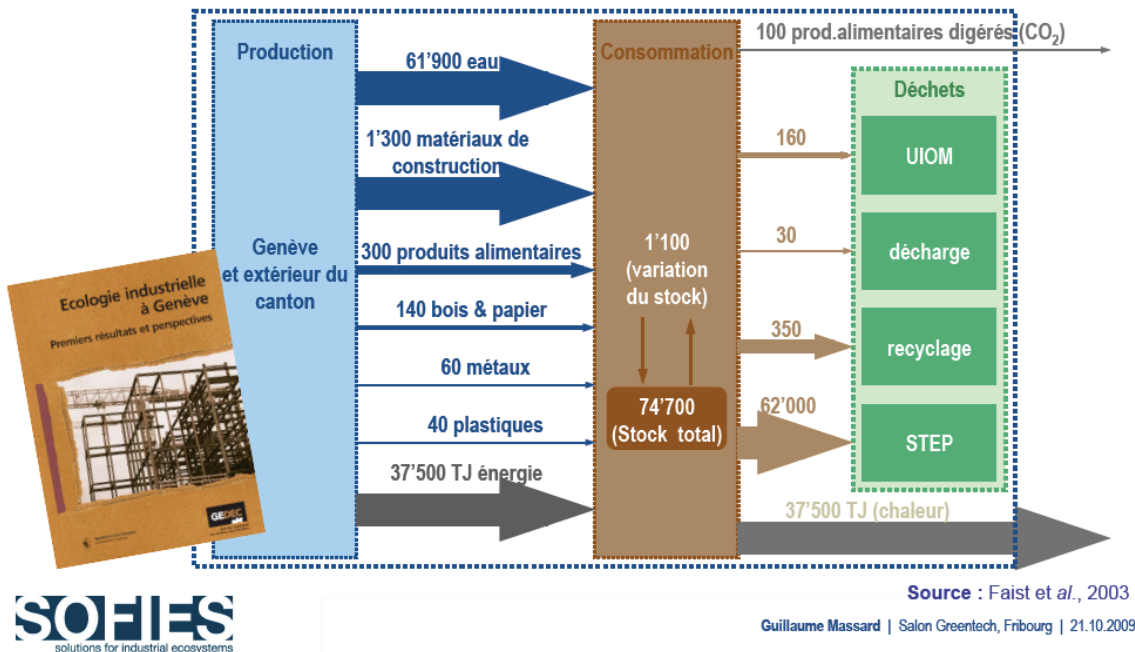 Production
61'900 eau
1'300 matériaux de
construction
Genève
et extérieur du
canton
300 produits alimentaires
140 bois & papier
60 métaux
40 plastiques
37'500 TJ énergie
Consommation
1'100
(variation
du stock)
74'700
(Stock total)
100 prod.alimentaires digérés (CO₂)
Déchets
160
UIOM
30
décharge
350
recyclage
62'000
STEP
37'500 TJ (chaleur)
Ecologie industrielle
à Genève
Premiers résultats et perspectives
GEDEC
Source : Faist et al., 2003
SOFIES
solutions for industrial ecosystems
Guillaume Massard | Salon Greentech, Fribourg | 21.10.2009